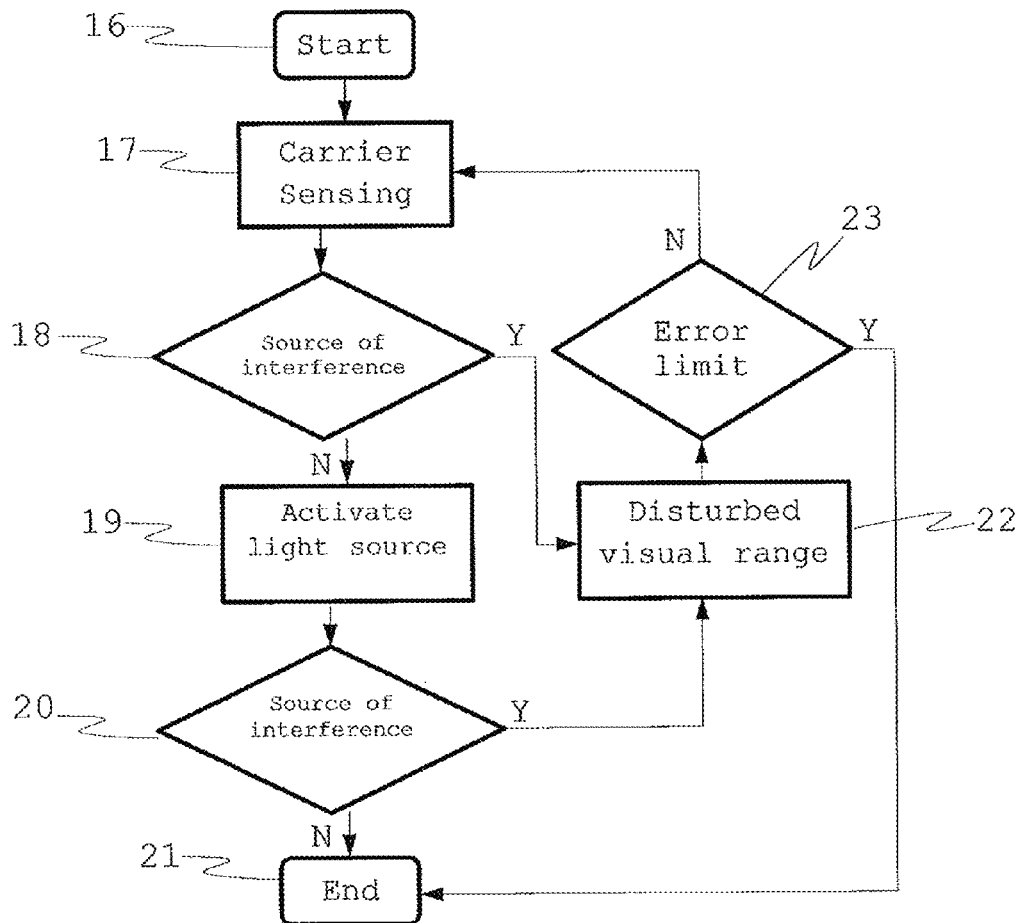 16
Start
17
Carrier
Sensing
N
23
18
Source of
interference
Y
Error
limit
Y
N
19
Activate
light source
Disturbed
visual range
22
20
Source of
interference
Y
N
21
End